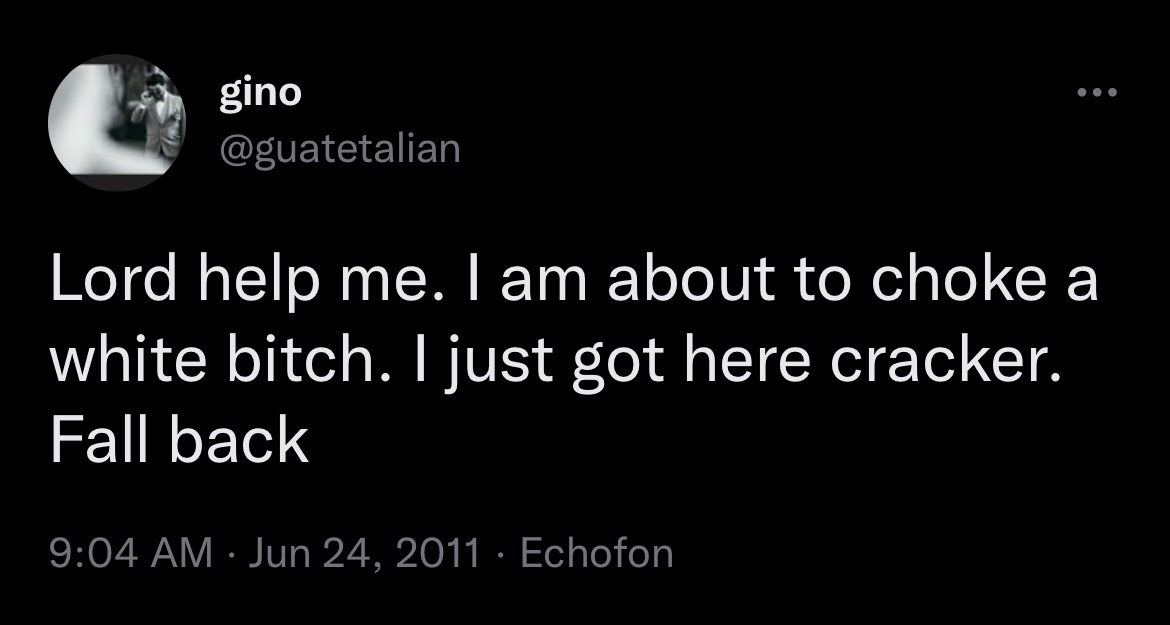 gino
@guatetalian
Lord help me. I am about to choke a
white bitch. I just got here cracker.
Fall back
9:04 AM · Jun 24, 2011 · Echofon